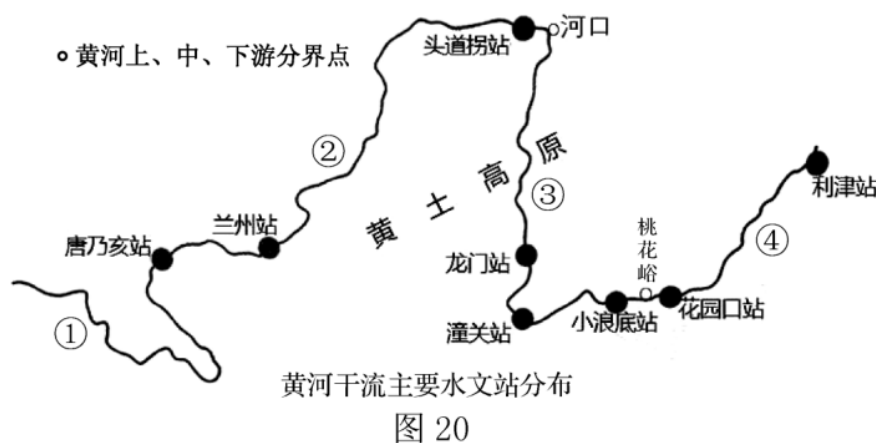 头道拐站
河口
黄河上、中、下游分界点
②
黄土高原
③
利津站
兰州站
唐乃亥站
桃花峪
④
龙门站
①
潼关站
小浪底站
花园口站
黄河干流主要水文站分布
图 20